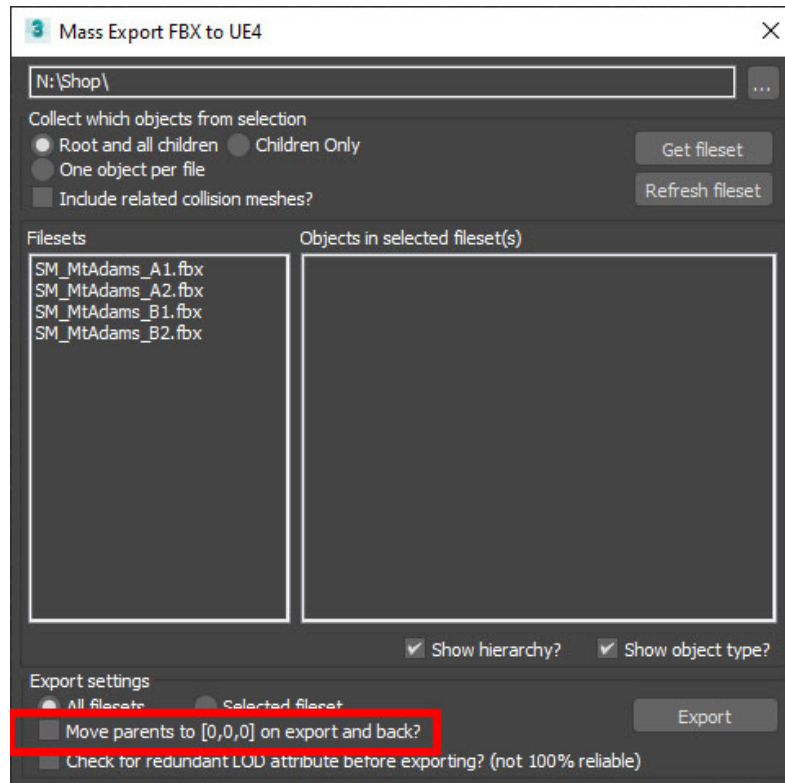 3 Mass Export FBX to UE4
N:\Shop\
...
Collect which objects from selection
Root and all children Children Only
Get fileset
One object per file
Refresh fileset
Include related collision meshes?
Filesets
Objects in selected fileset(s)
SM_MtAdams_A1.fbx
SM_MtAdams_A2.fbx
SM_MtAdams_B1.fbx
SM_MtAdams_B2.fbx
Show hierarchy? Show object type?
Export settings
All filesets Selected fileset
Move parents to [0,0,0] on export and back?
Export
Check for redundant LOD attribute before exporting? (not 100% reliable)